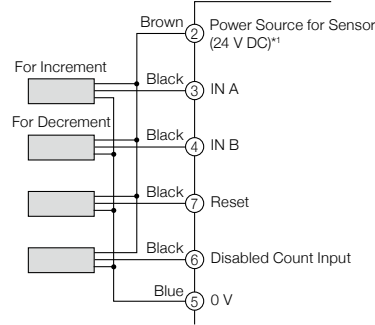 Brown
② Power Source for Sensor
(24 V DC)*1
For Increment
Black
③ IN A
For Decrement
Black
④ IN B
Black
⑦ Reset
Black
⑥ Disabled Count Input
Blue
⑤ 0 V